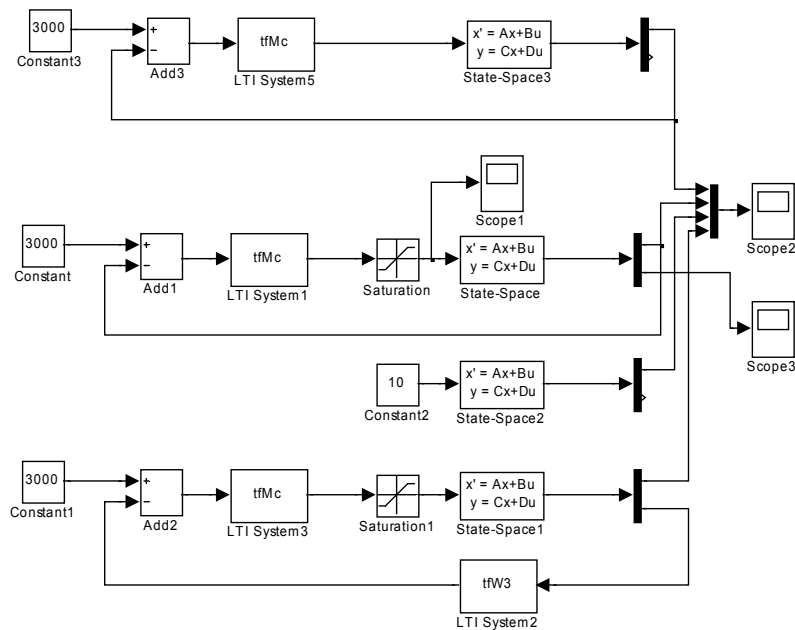 3000
Constant3
+
−
Add3
tfMc
LTI System5
x' = Ax+Bu
y = Cx+Du
State-Space3
Scope1
3000
Constant
+
−
Add1
tfMc
LTI System1
Saturation
x' = Ax+Bu
y = Cx+Du
State-Space
Scope2
Scope3
10
Constant2
x' = Ax+Bu
y = Cx+Du
State-Space2
3000
Constant1
+
−
Add2
tfMc
LTI System3
Saturation1
x' = Ax+Bu
y = Cx+Du
State-Space1
tfW3
LTI System2